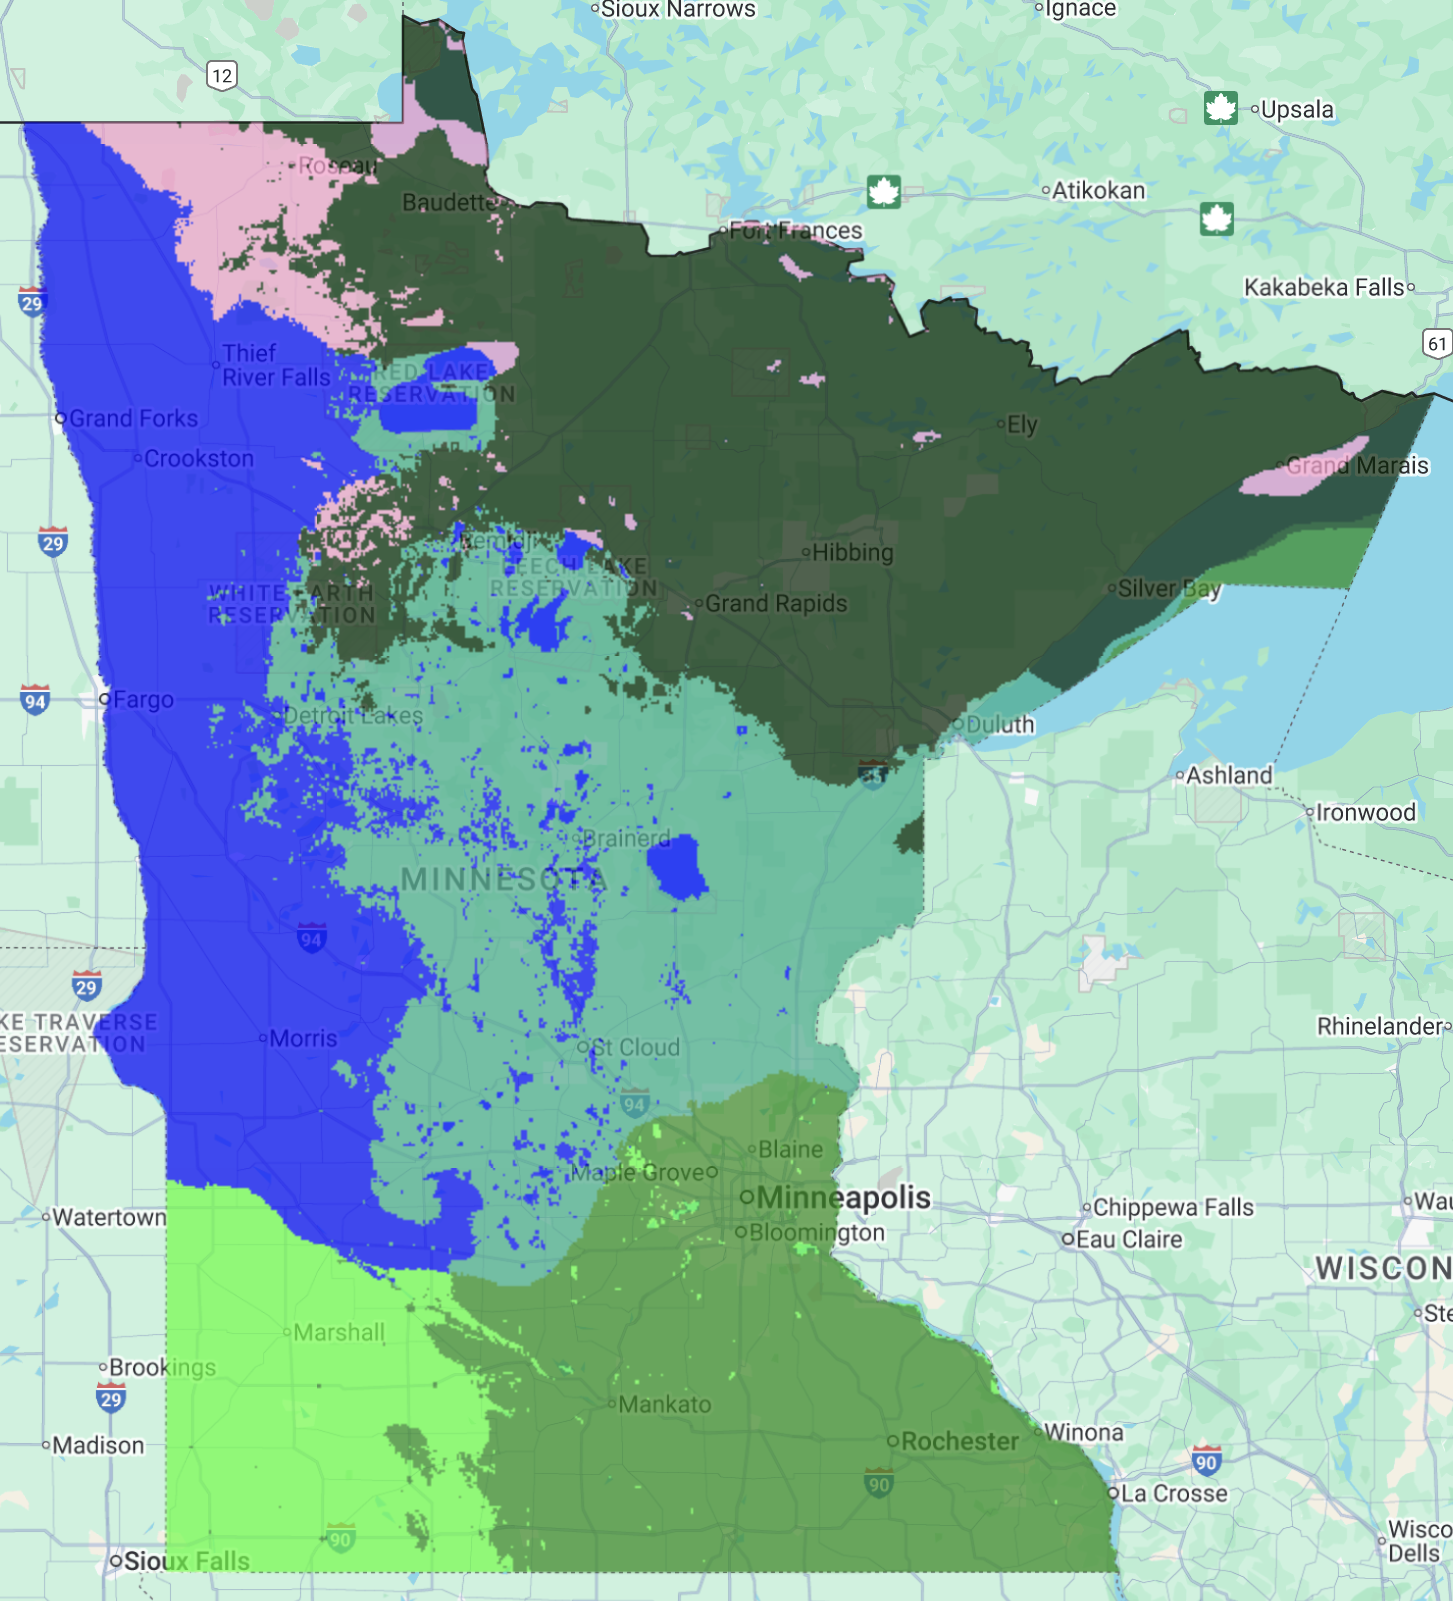 Sioux Narrows
Ignace
12
Upsala
Roseau
Atikokan
Baudette
Fort Frances
Kakabeka Falls
29
61
Thief
River Falls
RED LAKE
RESERVATION
Grand Forks
Ely
Crookston
Grand Marais
29
Bemidji
Hibbing
LEECH LAKE
RESERVATION
WHITE EARTH
RESERVATION
Silver Bay
Grand Rapids
94
Fargo
Detroit Lakes
Duluth
Ashland
Ironwood
Brainerd
MINNESOTA
94
29
KE TRAVERSE
ESERVATION
Rhinelander
Morris
St Cloud
94
Blaine
Maple Grove
Minneapolis
Wau
Watertown
Chippewa Falls
Bloomington
Eau Claire
WISCON
Ste
Marshall
Brookings
29
Mankato
Winona
Madison
Rochester
90
90
La Crosse
90
Wisco
Dells
Sioux Falls